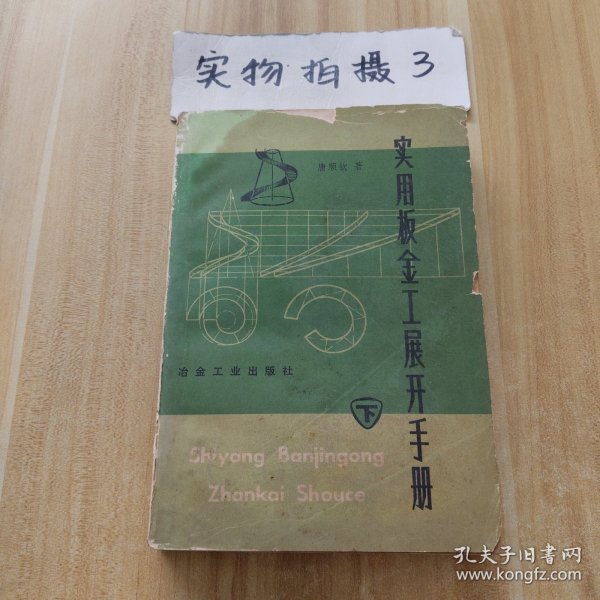 实物拍摄3
唐顺钦 著
实用板金工展开手册
冶金工业出版社
下
Shiyong Banjingong
Zhankai Shouce
孔夫子旧书网
www.kongfz.com